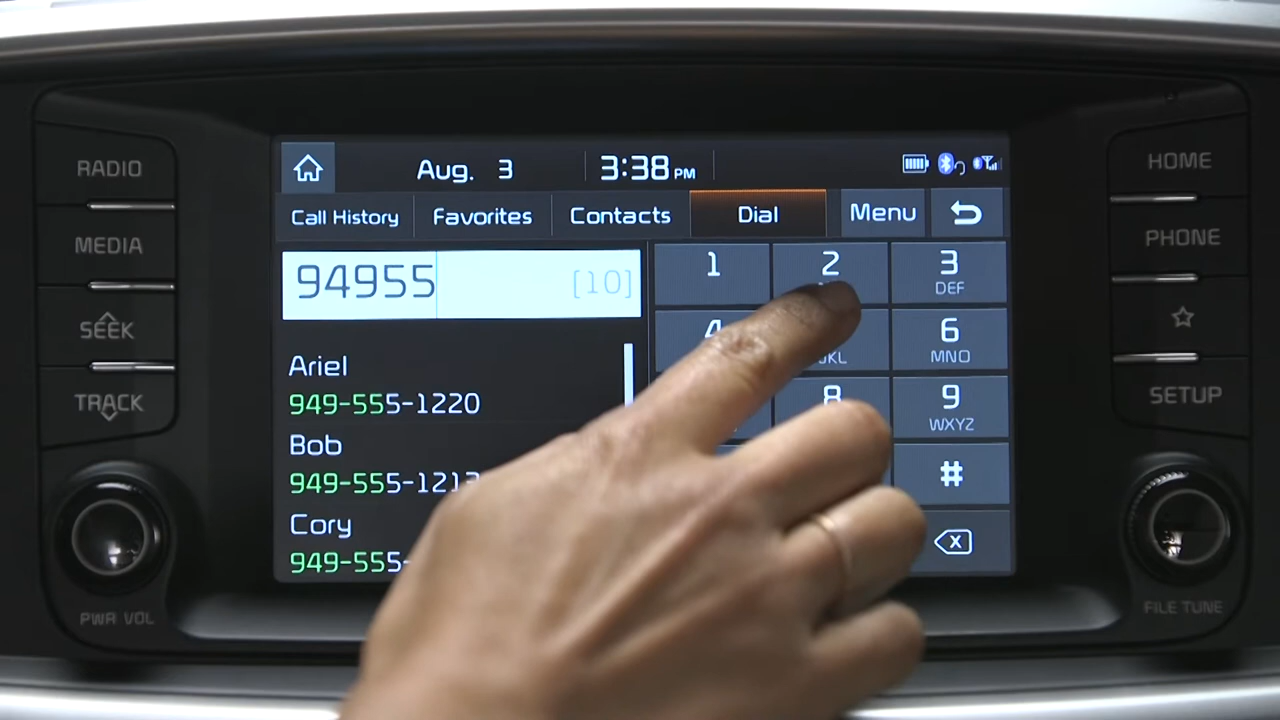 RADIO
MEDIA
SEEK
TRACK
PWR VOL
Aug. 3 3:38 PM
Call History Favorites Contacts Dial Menu
94955 [10]
Ariel
949-555-1220
Bob
949-555-1213
Cory
949-555-
1 2 3
DEF
4 6
JKL MNO
8 9
WXYZ
#
X
HOME
PHONE
SETUP
FILE TUNE